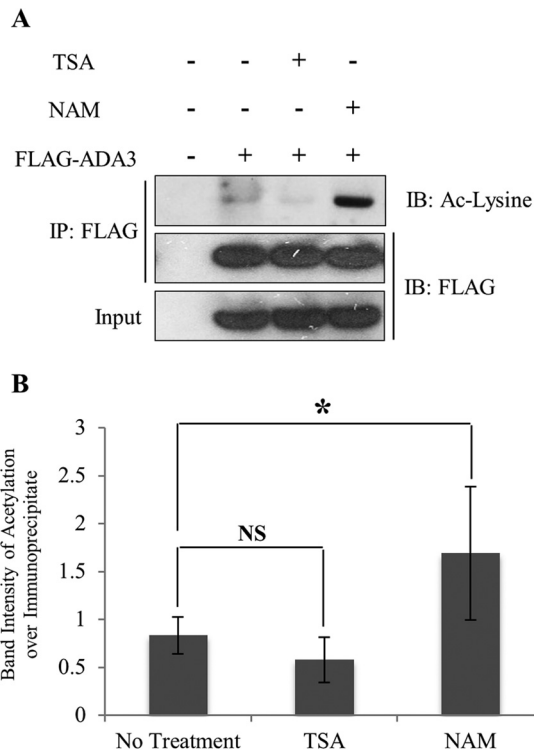 A
TSA - - + -
NAM - - - +
FLAG-ADA3 - + + +
IP: FLAG
IB: Ac-Lysine
IB: FLAG
Input
B
*
NS
Band Intensity of Acetylation
over Immunoprecipitate
3
2.5
2
1.5
1
0.5
0
No Treatment TSA NAM